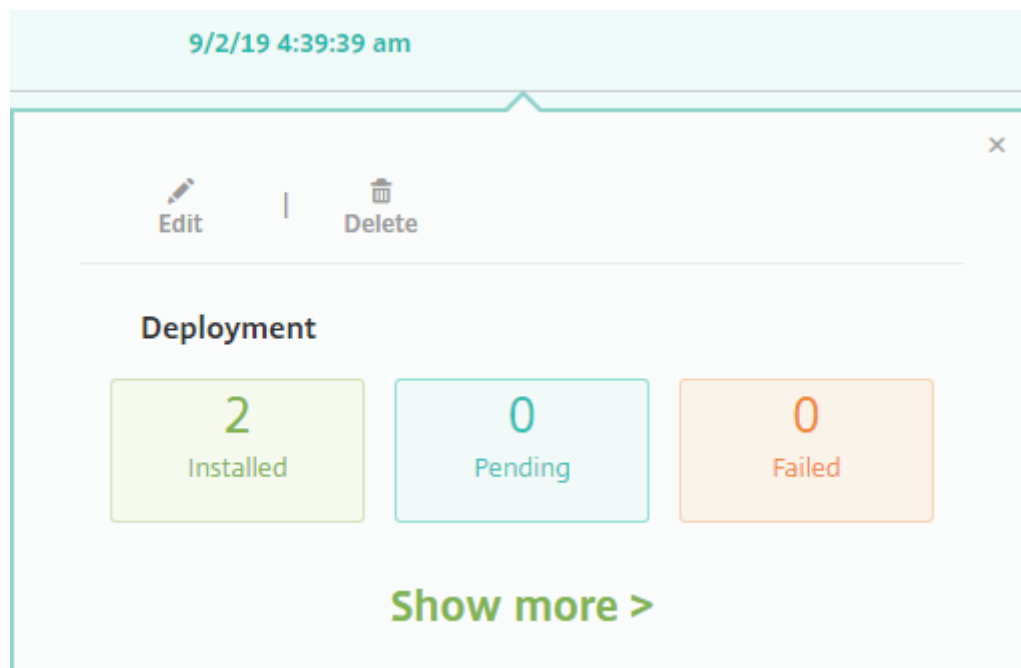 9/2/19 4:39:39 am
×
Edit | Delete
Deployment
2 0 0
Installed Pending Failed
Show more >